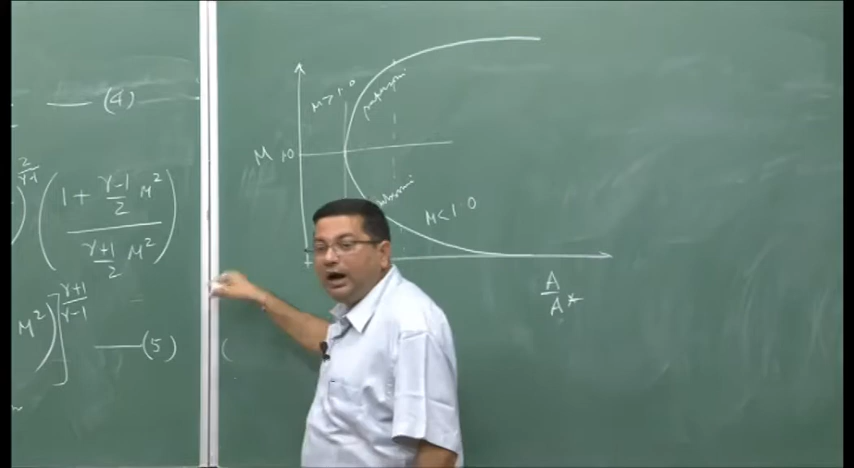 (4)
2/γ-1
(1 + γ-1/2 M²
γ+1/2 M²)
M²)]^γ+1/γ-1
(5)
M > 1.0
supersonic
M 1.0
subsonic
M < 1.0
A/A*